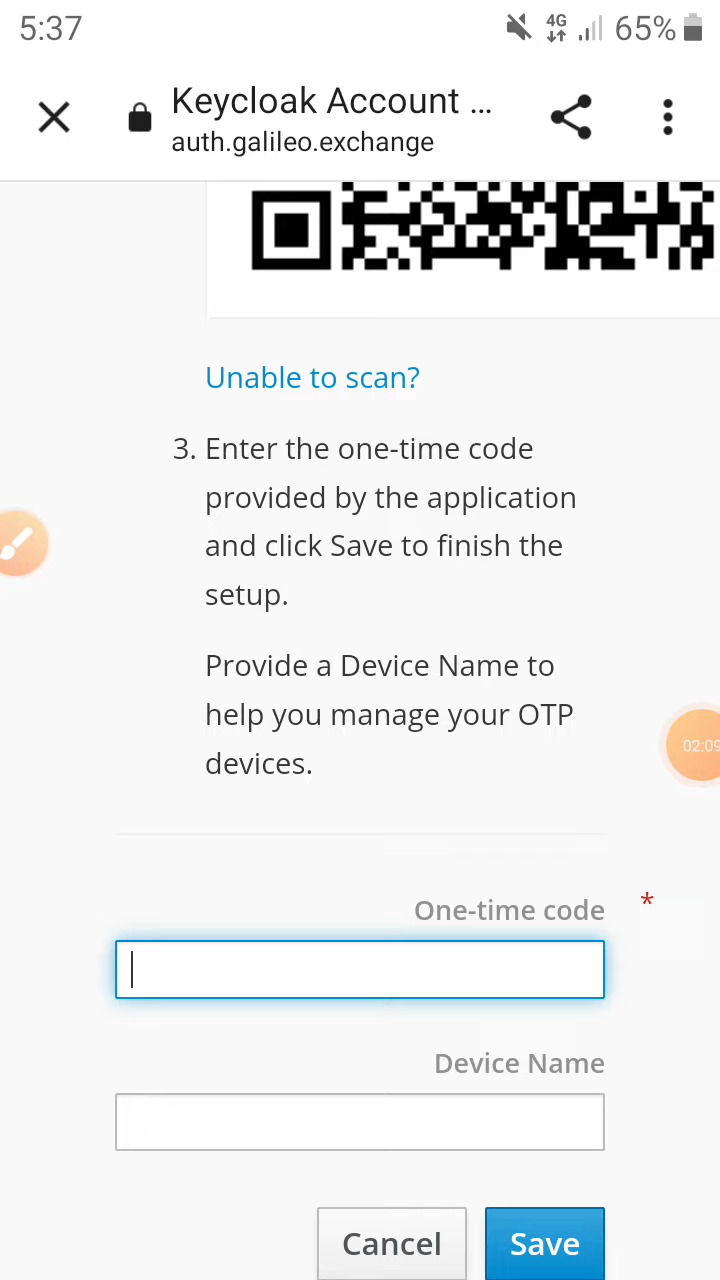 5:37 4G 65%
Keycloak Account ...
auth.galileo.exchange
Unable to scan?
3. Enter the one-time code
provided by the application
and click Save to finish the
setup.
Provide a Device Name to
help you manage your OTP
devices.
02:09
One-time code *
Device Name
Cancel Save